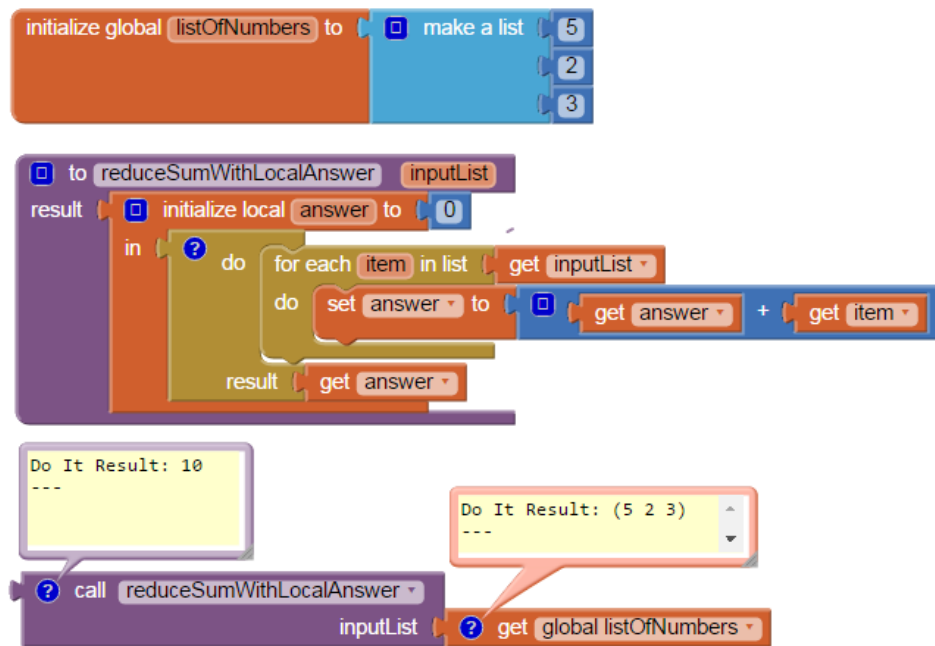 initialize global listOfNumbers to make a list 5
2
3
to reduceSumWithLocalAnswer inputList
result initialize local answer to 0
in ? do for each item in list get inputList
do set answer to get answer + get item
result get answer
Do It Result: 10
---
Do It Result: (5 2 3)
---
? call reduceSumWithLocalAnswer
inputList ? get global listOfNumbers